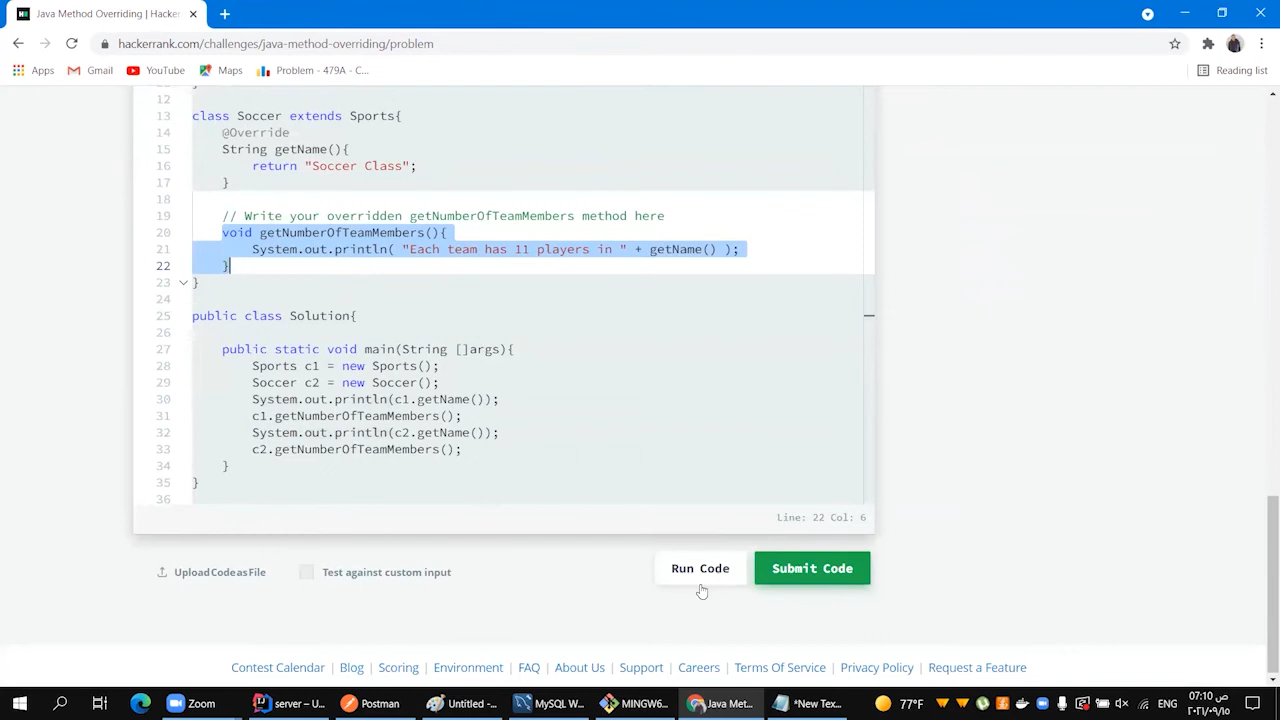 Java Method Overriding | Hacker
hackerrank.com/challenges/java-method-overriding/problem
Apps Gmail YouTube Maps Problem - 479A - C... Reading list
12
13 class Soccer extends Sports{
14 @Override
15 String getName(){
16 return "Soccer Class";
17 }
18
19 // Write your overridden getNumberOfTeamMembers method here
20 void getNumberOfTeamMembers(){
21 System.out.println( "Each team has 11 players in " + getName() );
22 }
23 }
24
25 public class Solution{
26
27 public static void main(String []args){
28 Sports c1 = new Sports();
29 Soccer c2 = new Soccer();
30 System.out.println(c1.getName());
31 c1.getNumberOfTeamMembers();
32 System.out.println(c2.getName());
33 c2.getNumberOfTeamMembers();
34 }
35 }
36
Line: 22 Col: 6
Upload Code as File Test against custom input Run Code Submit Code
Contest Calendar | Blog | Scoring | Environment | FAQ | About Us | Support | Careers | Terms Of Service | Privacy Policy | Request a Feature
Zoom server – U... Postman Untitled -... MySQL W... MINGW6... Java Met... *New Tex... 77°F ENG 07:10 ص
٢٠٢١/٠٩/١٥